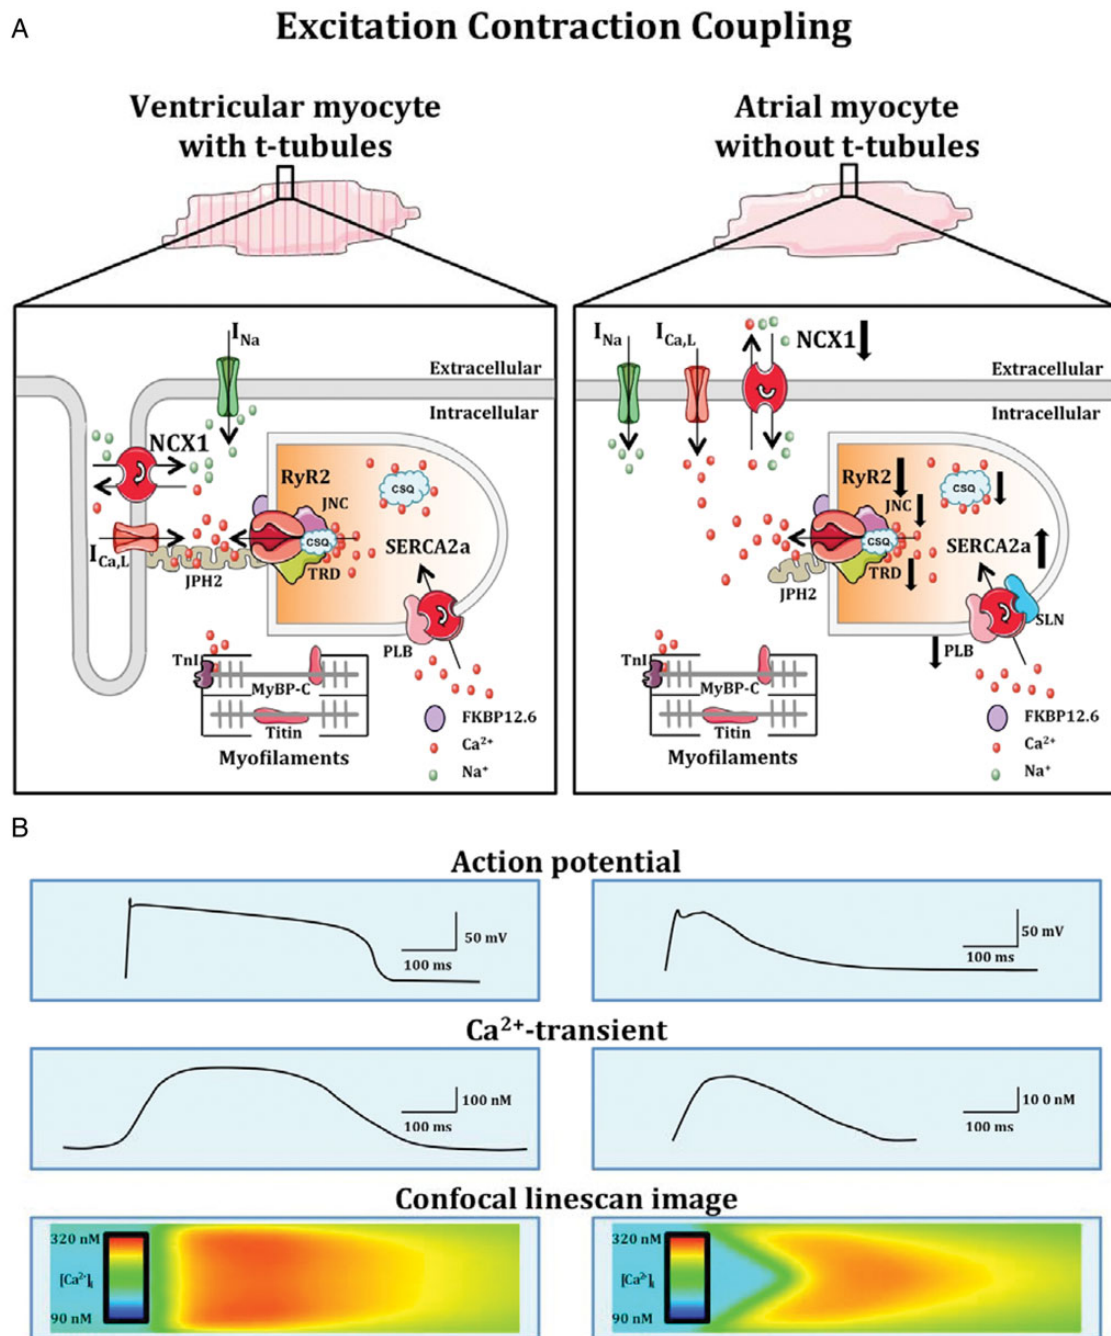 A
Excitation Contraction Coupling
Ventricular myocyte
with t-tubules
Atrial myocyte
without t-tubules
I_Na
Extracellular
Intracellular
NCX1
RyR2
JNC
CSQ
CSQ
SERCA2a
I_Ca,L
JPH2
TRD
PLB
TnI
MyBP-C
Titin
Myofilaments
FKBP12.6
Ca²⁺
Na⁺
I_Na
I_Ca,L
NCX1
Extracellular
Intracellular
RyR2
JNC
CSQ
CSQ
SERCA2a
TRD
JPH2
SLN
PLB
TnI
MyBP-C
Titin
Myofilaments
FKBP12.6
Ca²⁺
Na⁺
B
Action potential
50 mV
100 ms
50 mV
100 ms
Ca²⁺-transient
100 nM
100 ms
10 0 nM
100 ms
Confocal linescan image
320 nM
[Ca²⁺]i
90 nM
320 nM
[Ca²⁺]i
90 nM